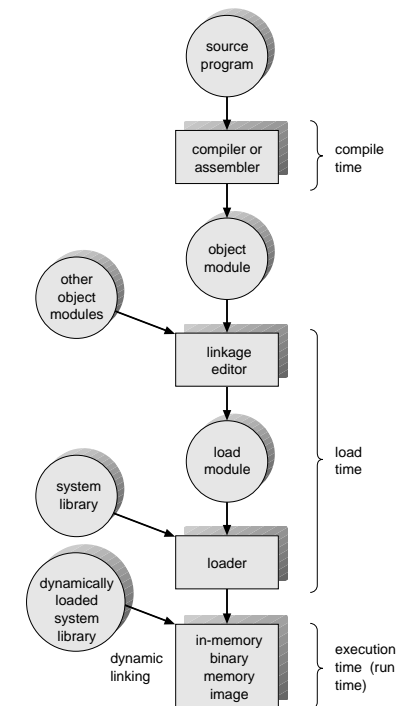 source
program
compiler or
assembler
compile
time
object
module
other
object
modules
linkage
editor
load
module
load
time
system
library
loader
dynamically
loaded
system
library
dynamic
linking
in-memory
binary
memory
image
execution
time (run
time)